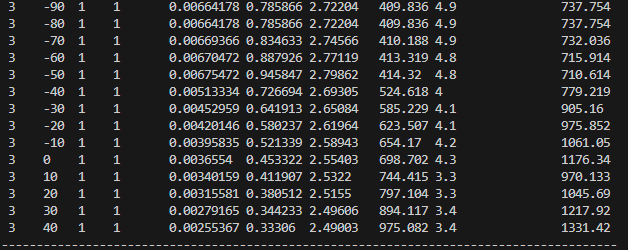 3 -90 1 1 0.00664178 0.785866 2.72204 409.836 4.9 737.754
3 -80 1 1 0.00664178 0.785866 2.72204 409.836 4.9 737.754
3 -70 1 1 0.00669366 0.834633 2.74566 410.188 4.9 732.036
3 -60 1 1 0.00670472 0.887926 2.77119 413.319 4.8 715.914
3 -50 1 1 0.00675472 0.945847 2.79862 414.32 4.8 710.614
3 -40 1 1 0.00513334 0.726694 2.69305 524.618 4 779.219
3 -30 1 1 0.00452959 0.641913 2.65084 585.229 4.1 905.16
3 -20 1 1 0.00420146 0.580237 2.61964 623.507 4.1 975.852
3 -10 1 1 0.00395835 0.521339 2.58943 654.17 4.2 1061.05
3 0 1 1 0.0036554 0.453322 2.55403 698.702 4.3 1176.34
3 10 1 1 0.00340159 0.411907 2.5322 744.415 3.3 970.133
3 20 1 1 0.00315581 0.380512 2.5155 797.104 3.3 1045.69
3 30 1 1 0.00279165 0.344233 2.49606 894.117 3.4 1217.92
3 40 1 1 0.00255367 0.33306 2.49003 975.082 3.4 1331.42